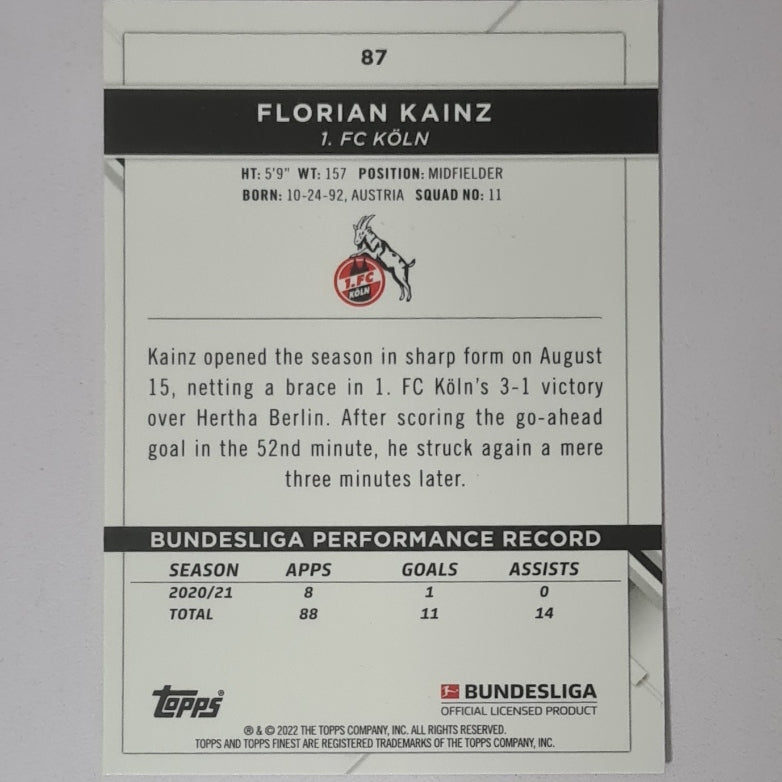 87
FLORIAN KAINZ
1. FC KÖLN
HT: 5'9" WT: 157 POSITION: MIDFIELDER
BORN: 10-24-92, AUSTRIA SQUAD NO: 11
1.FC
KÖLN
Kainz opened the season in sharp form on August
15, netting a brace in 1. FC Köln's 3-1 victory
over Hertha Berlin. After scoring the go-ahead
goal in the 52nd minute, he struck again a mere
three minutes later.
BUNDESLIGA PERFORMANCE RECORD
SEASON APPS GOALS ASSISTS
2020/21 8 1 0
TOTAL 88 11 14
Topps®
BUNDESLIGA
OFFICIAL LICENSED PRODUCT
® & © 2022 THE TOPPS COMPANY, INC. ALL RIGHTS RESERVED.
TOPPS AND TOPPS FINEST ARE REGISTERED TRADEMARKS OF THE TOPPS COMPANY, INC.